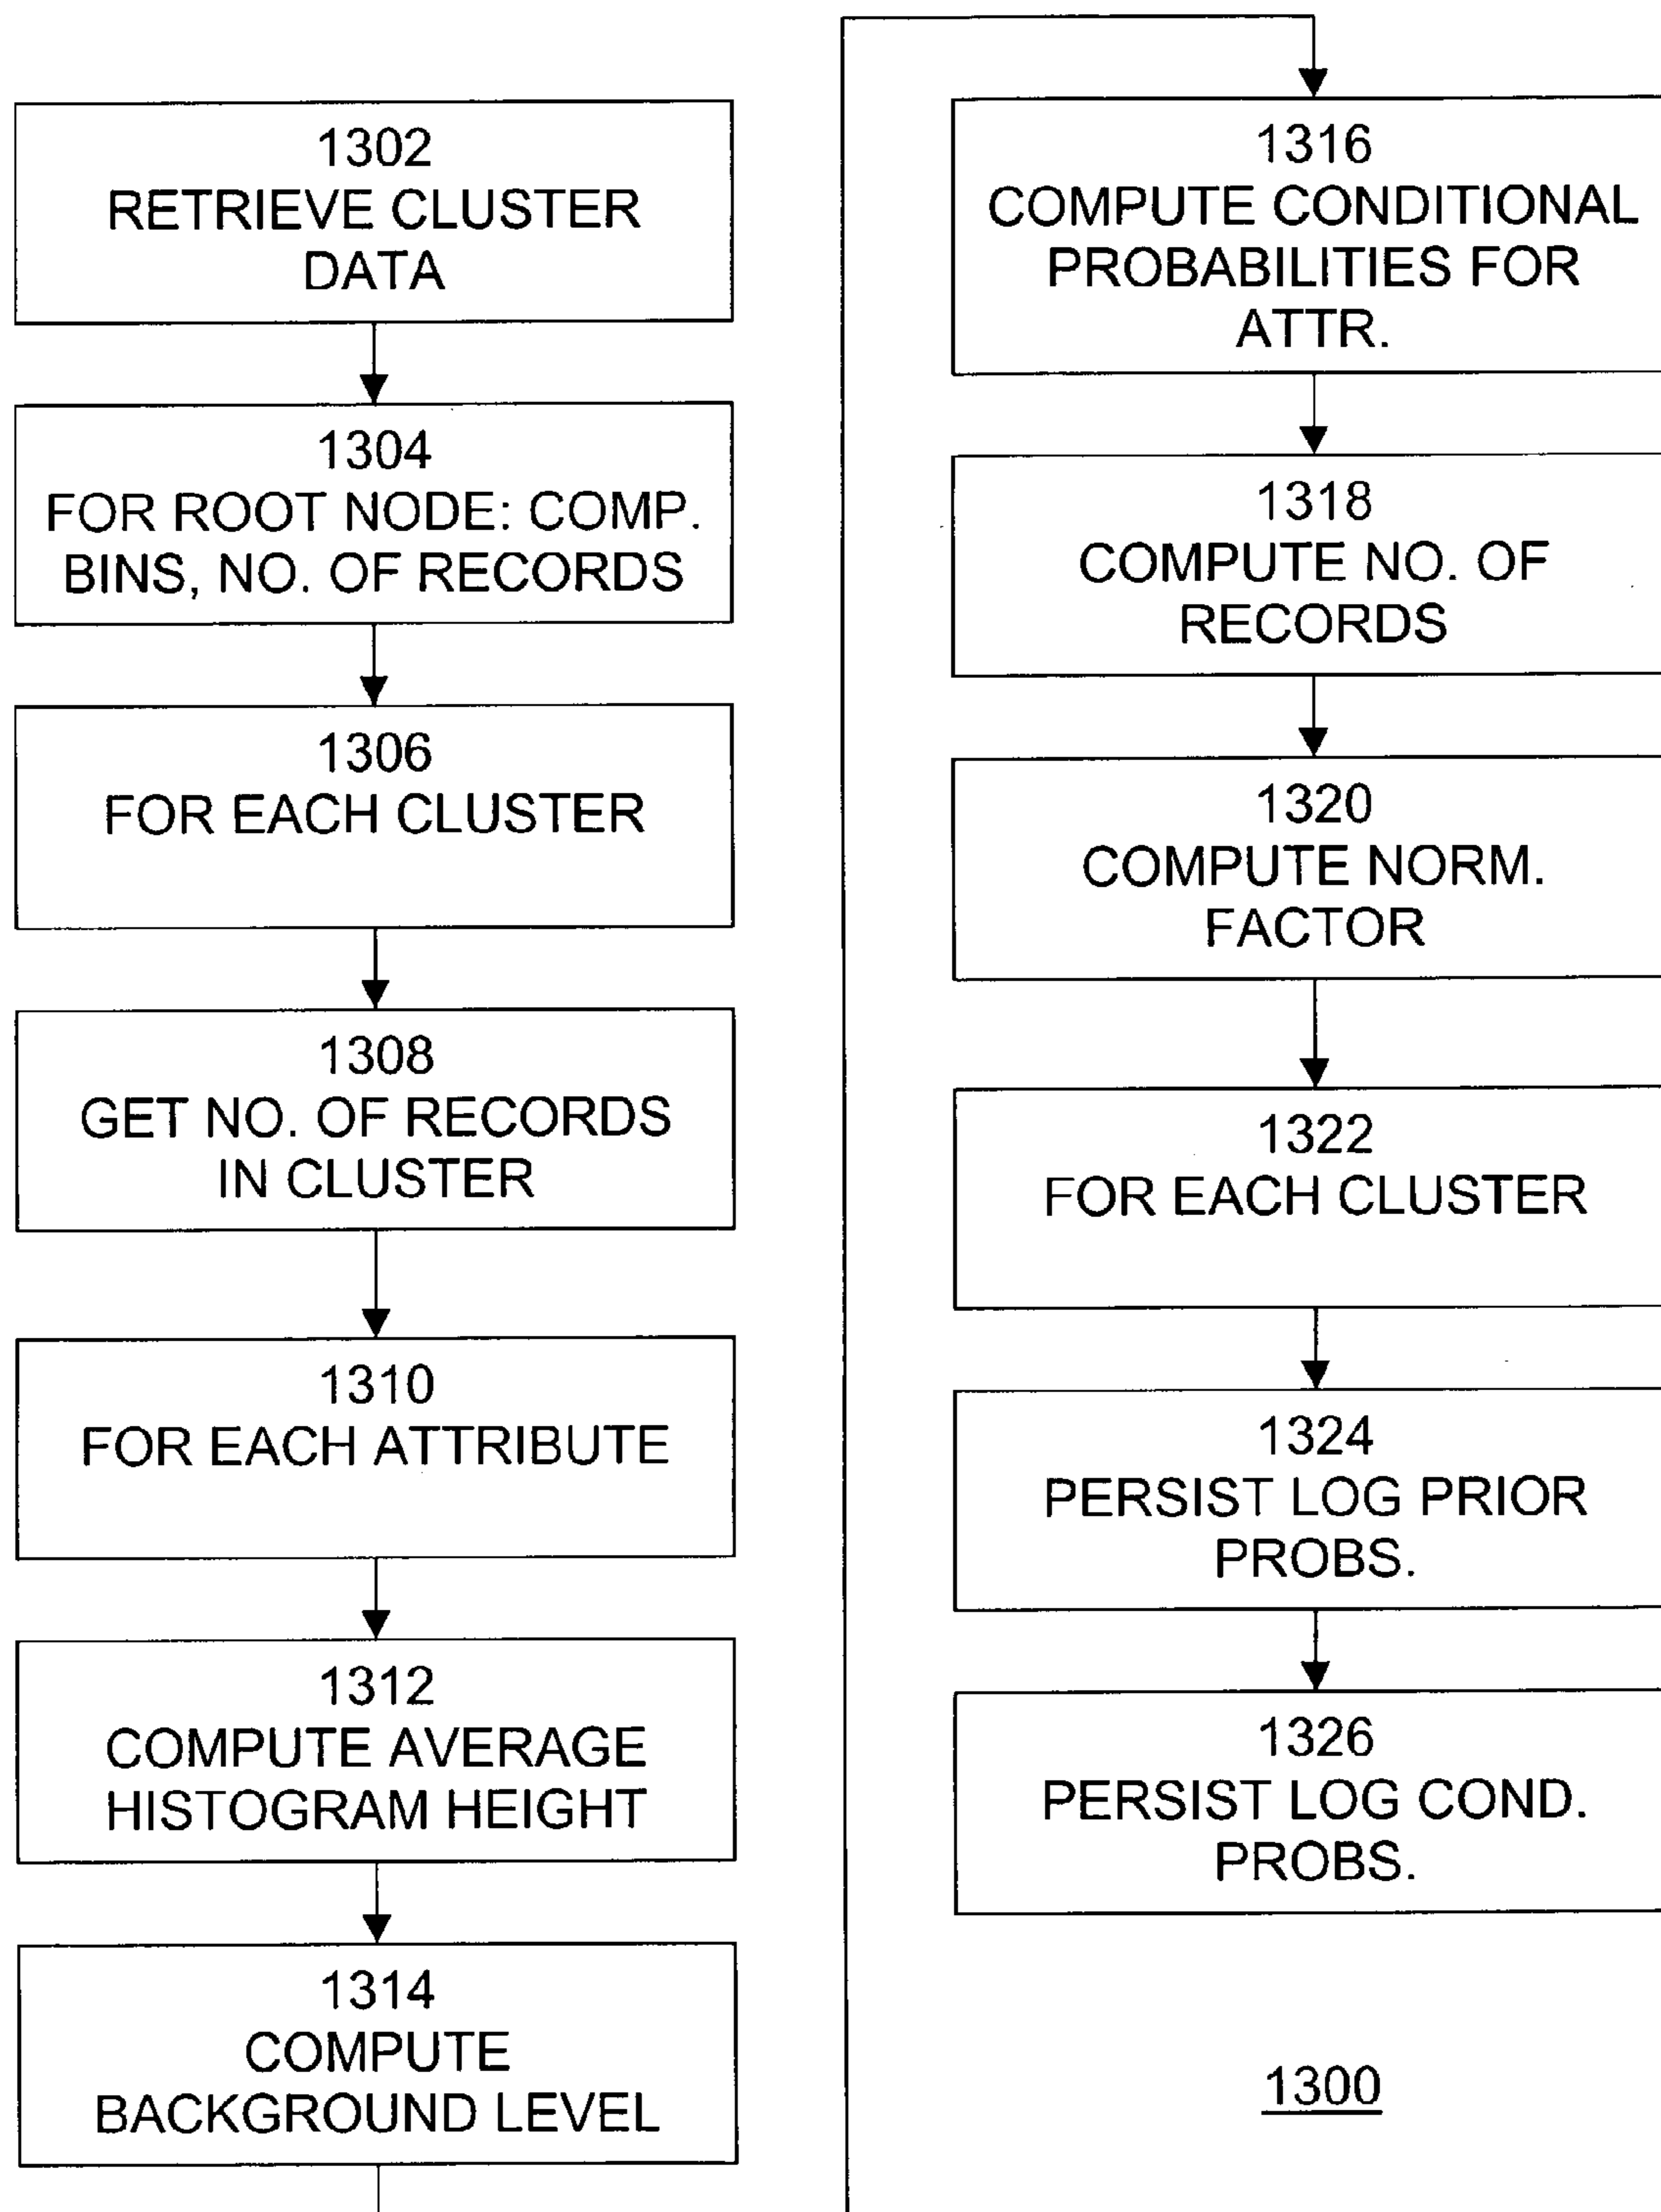 1302
RETRIEVE CLUSTER
DATA
1304
FOR ROOT NODE: COMP.
BINS, NO. OF RECORDS
1306
FOR EACH CLUSTER
1308
GET NO. OF RECORDS
IN CLUSTER
1310
FOR EACH ATTRIBUTE
1312
COMPUTE AVERAGE
HISTOGRAM HEIGHT
1314
COMPUTE
BACKGROUND LEVEL
1316
COMPUTE CONDITIONAL
PROBABILITIES FOR
ATTR.
1318
COMPUTE NO. OF
RECORDS
1320
COMPUTE NORM.
FACTOR
1322
FOR EACH CLUSTER
1324
PERSIST LOG PRIOR
PROBS.
1326
PERSIST LOG COND.
PROBS.
1300